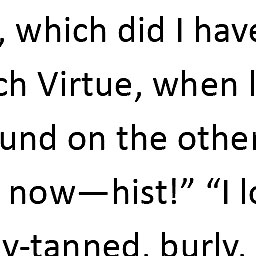 , which did I have
ch Virtue, when l
und on the other
now—hist!” “I lo
y-tanned, burly,